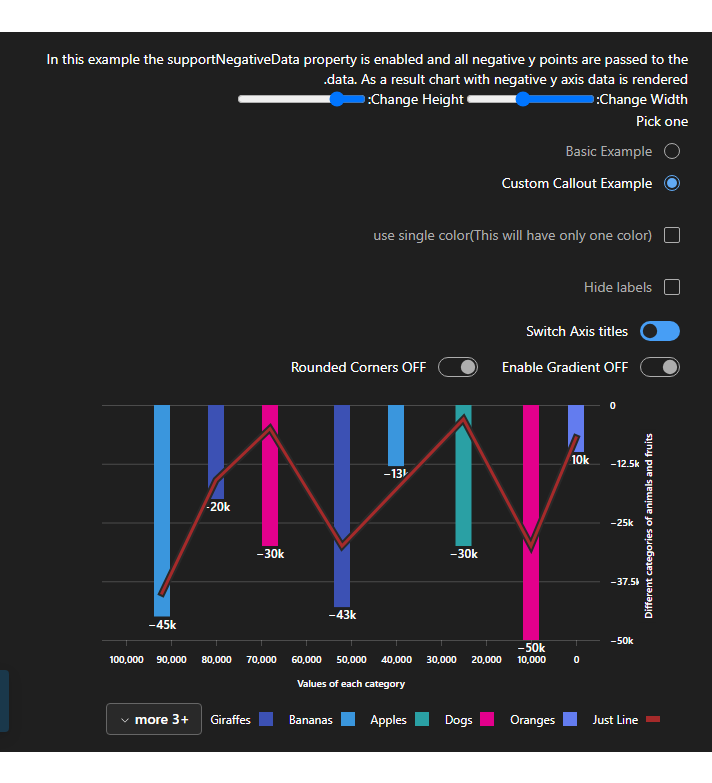 In this example the supportNegativeData property is enabled and all negative y points are passed to the
.data. As a result chart with negative y axis data is rendered
:Change Height :Change Width
Pick one
Basic Example
Custom Callout Example
use single color(This will have only one color)
Hide labels
Switch Axis titles
Rounded Corners OFF Enable Gradient OFF
0
−12.5k
−25k
−37.5k
−50k
Different categories of animals and fruits
−45k
-20k
−30k
−43k
−13k
−30k
−50k
10k
100,000 90,000 80,000 70,000 60,000 50,000 40,000 30,000 20,000 10,000 0
Values of each category
more 3+ Giraffes Bananas Apples Dogs Oranges Just Line